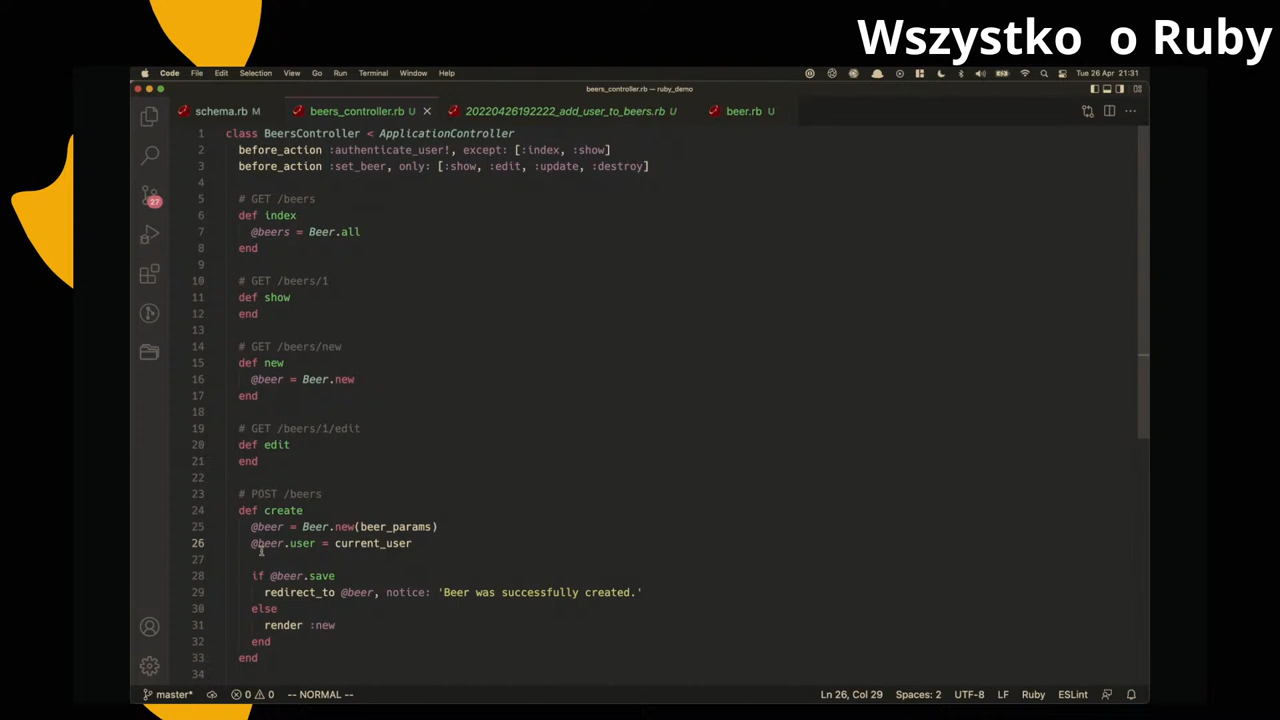 Wszystko o Ruby
Code File Edit Selection View Go Run Terminal Window Help Tue 26 Apr 21:31
beers_controller.rb — ruby_demo
schema.rb M beers_controller.rb U 20220426192222_add_user_to_beers.rb U beer.rb U
1 class BeersController < ApplicationController
2 before_action :authenticate_user!, except: [:index, :show]
3 before_action :set_beer, only: [:show, :edit, :update, :destroy]
4
5 # GET /beers
6 def index
7 @beers = Beer.all
8 end
9
10 # GET /beers/1
11 def show
12 end
13
14 # GET /beers/new
15 def new
16 @beer = Beer.new
17 end
18
19 # GET /beers/1/edit
20 def edit
21 end
22
23 # POST /beers
24 def create
25 @beer = Beer.new(beer_params)
26 @beer.user = current_user
27
28 if @beer.save
29 redirect_to @beer, notice: 'Beer was successfully created.'
30 else
31 render :new
32 end
33 end
34
27
master* 0 0 -- NORMAL -- Ln 26, Col 29 Spaces: 2 UTF-8 LF Ruby ESLint